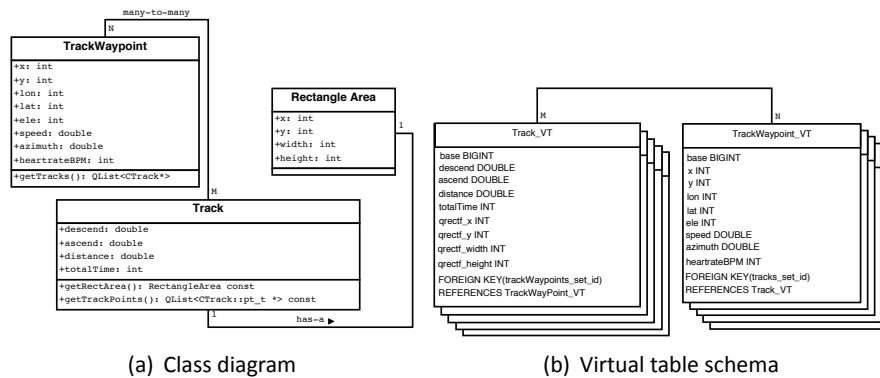 many-to-many
N
TrackWaypoint
+x: int
+y: int
+lon: int
+lat: int
+ele: int
+speed: double
+azimuth: double
+heartrateBPM: int
+getTracks(): QList<CTrack*>
Rectangle Area
+x: int
+y: int
+width: int
+height: int
1
M
Track
+descend: double
+ascend: double
+distance: double
+totalTime: int
+getRectArea(): RectangleArea const
+getTrackPoints(): QList<CTrack::pt_t *> const
1
has-a
(a) Class diagram
M
Track_VT
base BIGINT
descend DOUBLE
ascend DOUBLE
distance DOUBLE
totalTime INT
qrectf_x INT
qrectf_y INT
qrectf_width INT
qrectf_height INT
FOREIGN KEY(trackWaypoints_set_id)
REFERENCES TrackWayPoint_VT
N
TrackWaypoint_VT
base BIGINT
x INT
y INT
lon INT
lat INT
ele INT
speed DOUBLE
azimuth DOUBLE
heartrateBPM INT
FOREIGN KEY(tracks_set_id)
REFERENCES Track_VT
(b) Virtual table schema